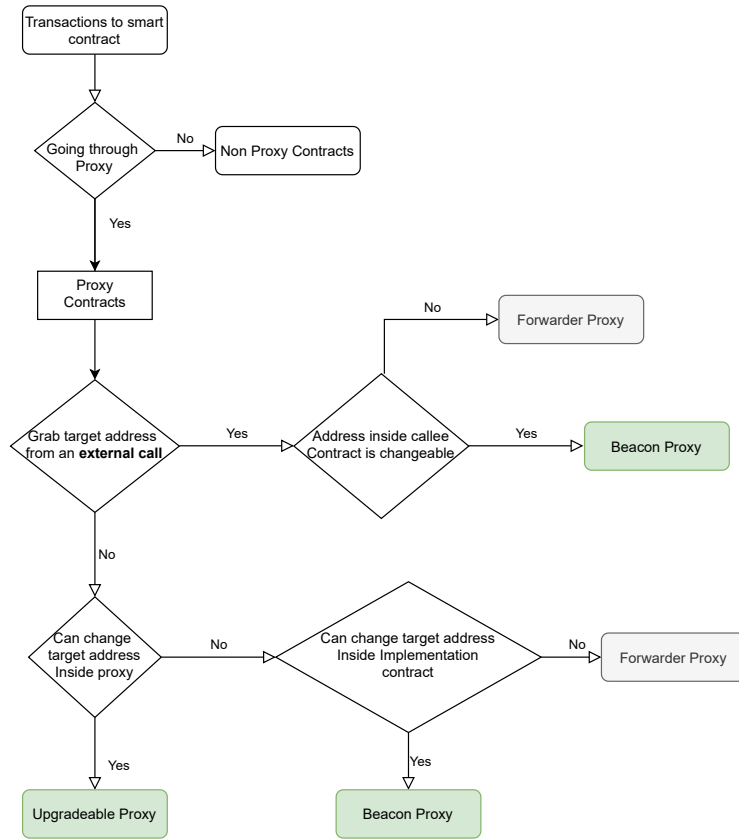 Transactions to smart
contract
Going through
Proxy
No
Non Proxy Contracts
Yes
Proxy
Contracts
No
Forwarder Proxy
Grab target address
from an external call
Yes
Address inside callee
Contract is changeable
Yes
Beacon Proxy
No
Can change
target address
Inside proxy
No
Can change target address
Inside Implementation
contract
No
Forwarder Proxy
Yes
Upgradeable Proxy
Yes
Beacon Proxy